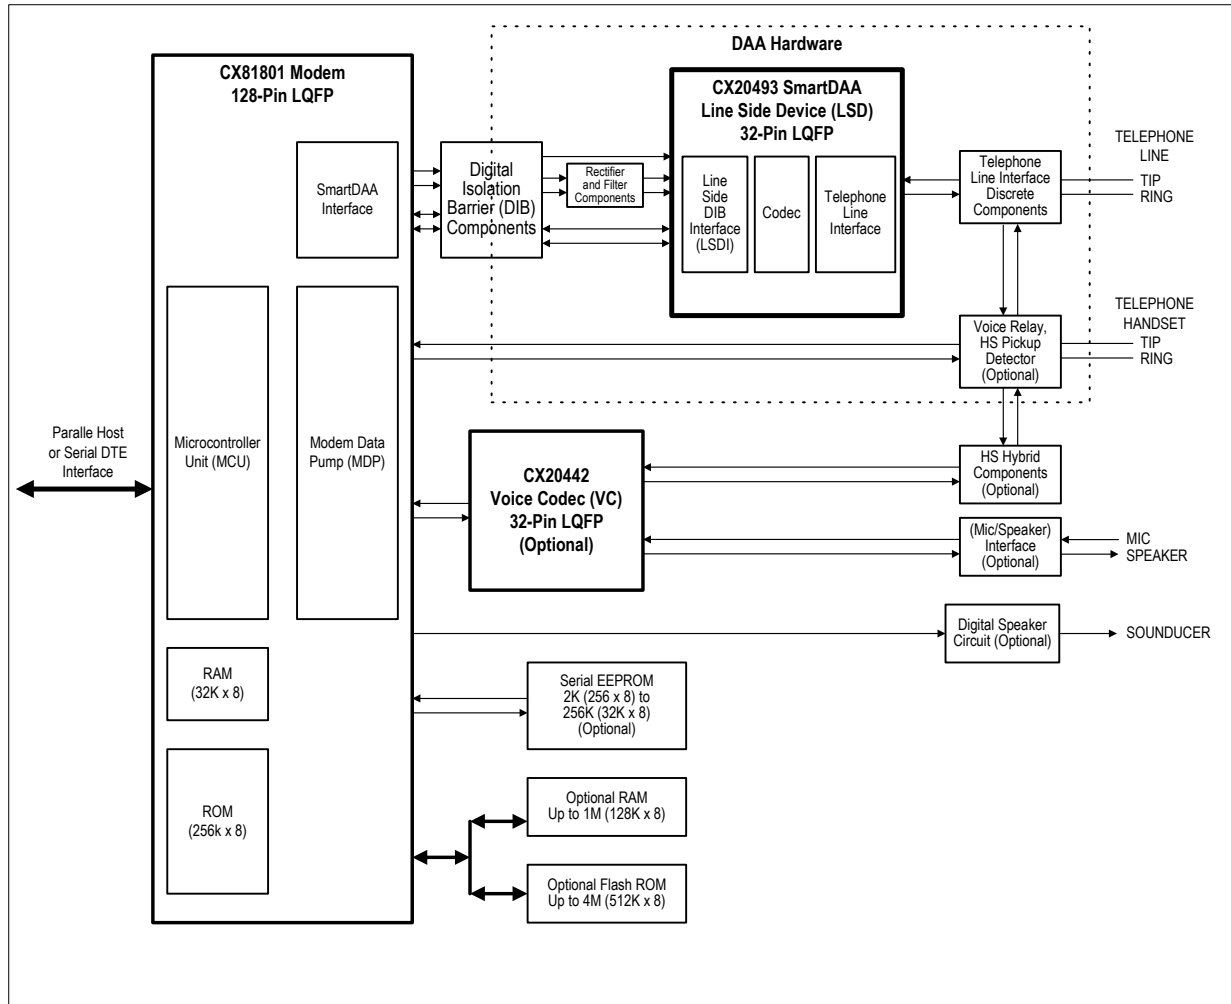 DAA Hardware
CX81801 Modem
128-Pin LQFP
CX20493 SmartDAA
Line Side Device (LSD)
32-Pin LQFP
SmartDAA
Interface
Digital
Isolation
Barrier (DIB)
Components
Rectifier
and Filter
Components
Line
Side
DIB
Interface
(LSDI)
Codec
Telephone
Line
Interface
Telephone
Line Interface
Discrete
Components
TELEPHONE
LINE
TIP
RING
Voice Relay,
HS Pickup
Detector
(Optional)
TELEPHONE
HANDSET
TIP
RING
Paralle Host
or Serial DTE
Interface
Microcontroller
Unit (MCU)
Modem Data
Pump (MDP)
CX20442
Voice Codec (VC)
32-Pin LQFP
(Optional)
HS Hybrid
Components
(Optional)
(Mic/Speaker)
Interface
(Optional)
MIC
SPEAKER
Digital Speaker
Circuit (Optional)
SOUNDUCER
RAM
(32K x 8)
Serial EEPROM
2K (256 x 8) to
256K (32K x 8)
(Optional)
ROM
(256k x 8)
Optional RAM
Up to 1M (128K x 8)
Optional Flash ROM
Up to 4M (512K x 8)